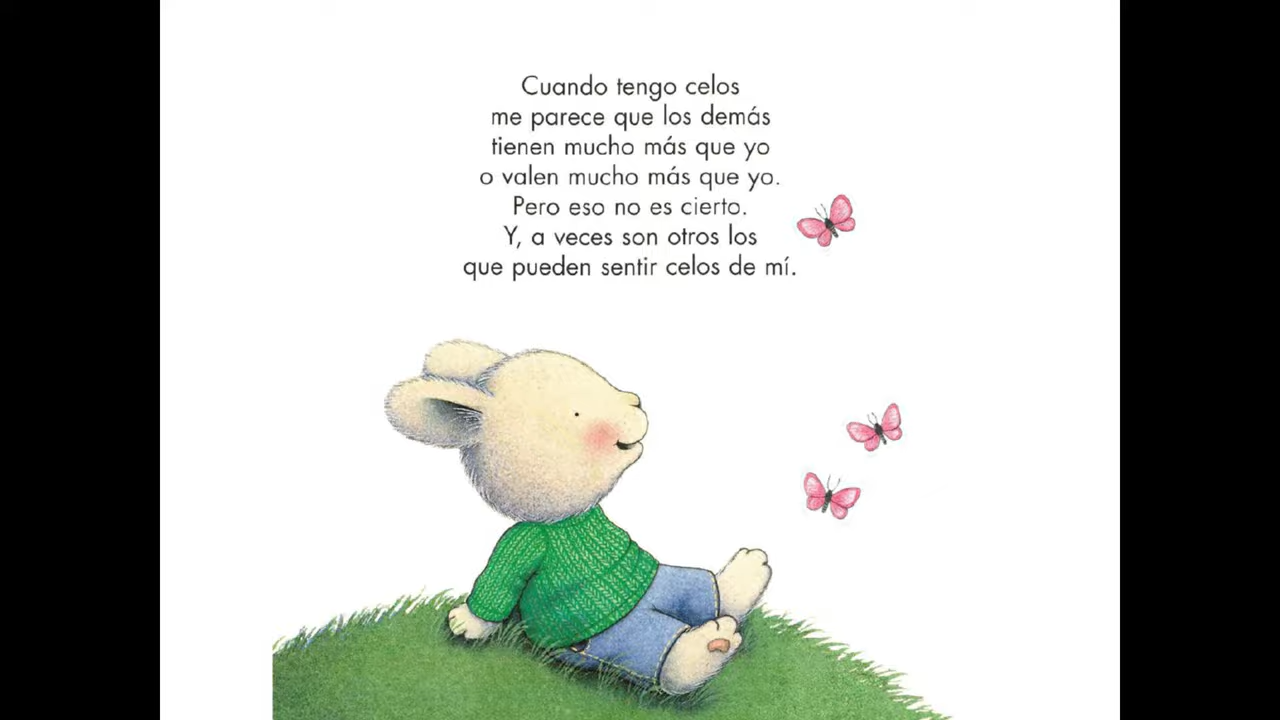 Cuando tengo celos
me parece que los demás
tienen mucho más que yo
o valen mucho más que yo.
Pero eso no es cierto.
Y, a veces son otros los
que pueden sentir celos de mí.